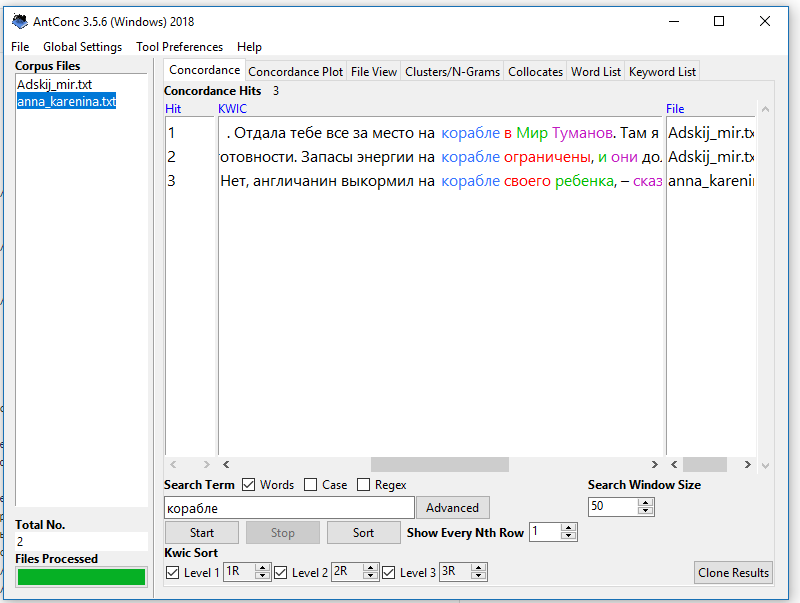 AntConc 3.5.6 (Windows) 2018
File Global Settings Tool Preferences Help
Corpus Files
Adskij_mir.txt
anna_karenina.txt
Concordance Concordance Plot File View Clusters/N-Grams Collocates Word List Keyword List
Concordance Hits 3
Hit KWIC File
1 . Отдала тебе все за место на корабле в Мир Туманов. Там я Adskij_mir.tx
2 отовности. Запасы энергии на корабле ограничены, и они до. Adskij_mir.tx
3 Нет, англичанин выкормил на корабле своего ребенка, – сказ anna_kareni
Search Term Words Case Regex Search Window Size
корабле Advanced 50
Start Stop Sort Show Every Nth Row 1
Kwic Sort
Level 1 1R Level 2 2R Level 3 3R Clone Results
Total No.
2
Files Processed